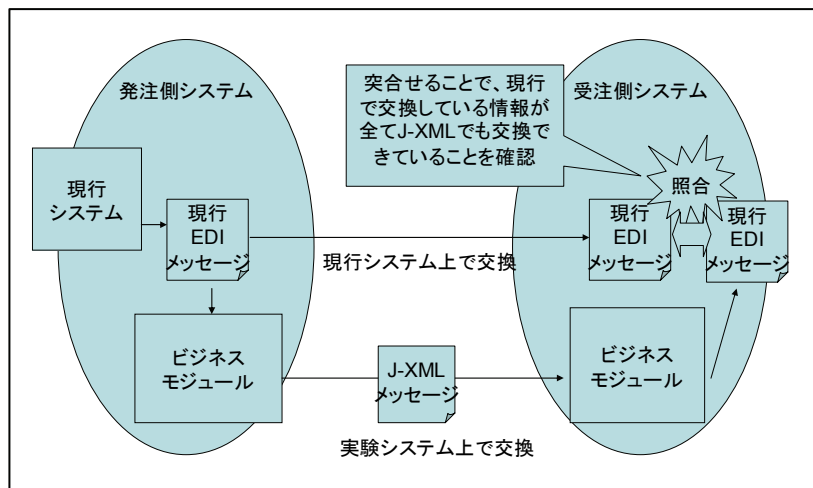 発注側システム
突合せることで、現行
で交換している情報が
全てJ-XMLでも交換で
きていることを確認
受注側システム
現行
システム
現行
EDI
メッセージ
照合
現行
EDI
メッセージ
現行
EDI
メッセージ
現行システム上で交換
ビジネス
モジュール
J-XML
メッセージ
ビジネス
モジュール
実験システム上で交換